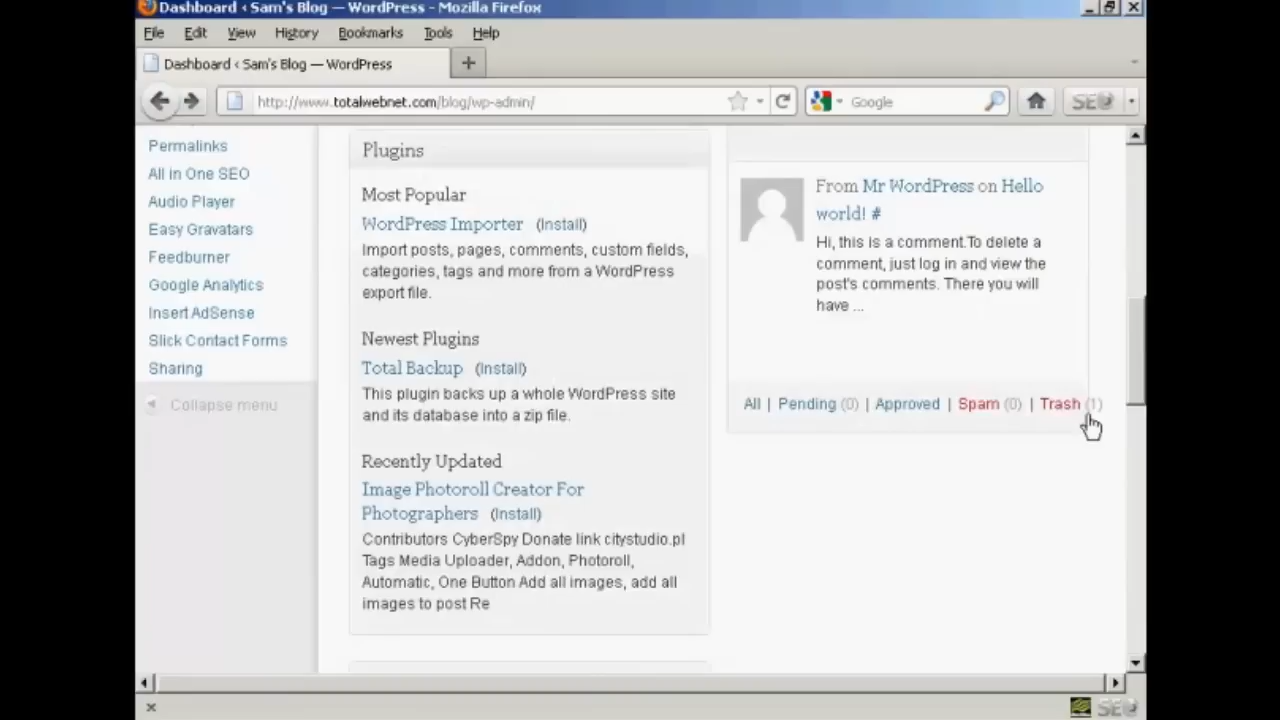 Dashboard ‹ Sam's Blog — WordPress - Mozilla Firefox
File Edit View History Bookmarks Tools Help
Dashboard ‹ Sam's Blog — WordPress
http://www.totalwebnet.com/blog/wp-admin/
Google
Permalinks
All in One SEO
Audio Player
Easy Gravatars
Feedburner
Google Analytics
Insert AdSense
Slick Contact Forms
Sharing
Collapse menu
Plugins
Most Popular
WordPress Importer (Install)
Import posts, pages, comments, custom fields,
categories, tags and more from a WordPress
export file.
Newest Plugins
Total Backup (Install)
This plugin backs up a whole WordPress site
and its database into a zip file.
Recently Updated
Image Photoroll Creator For
Photographers (Install)
Contributors CyberSpy Donate link citystudio.pl
Tags Media Uploader, Addon, Photoroll,
Automatic, One Button Add all images, add all
images to post Re
From Mr WordPress on Hello
world! #
Hi, this is a comment.To delete a
comment, just log in and view the
post's comments. There you will
have ...
All | Pending (0) | Approved | Spam (0) | Trash (1)